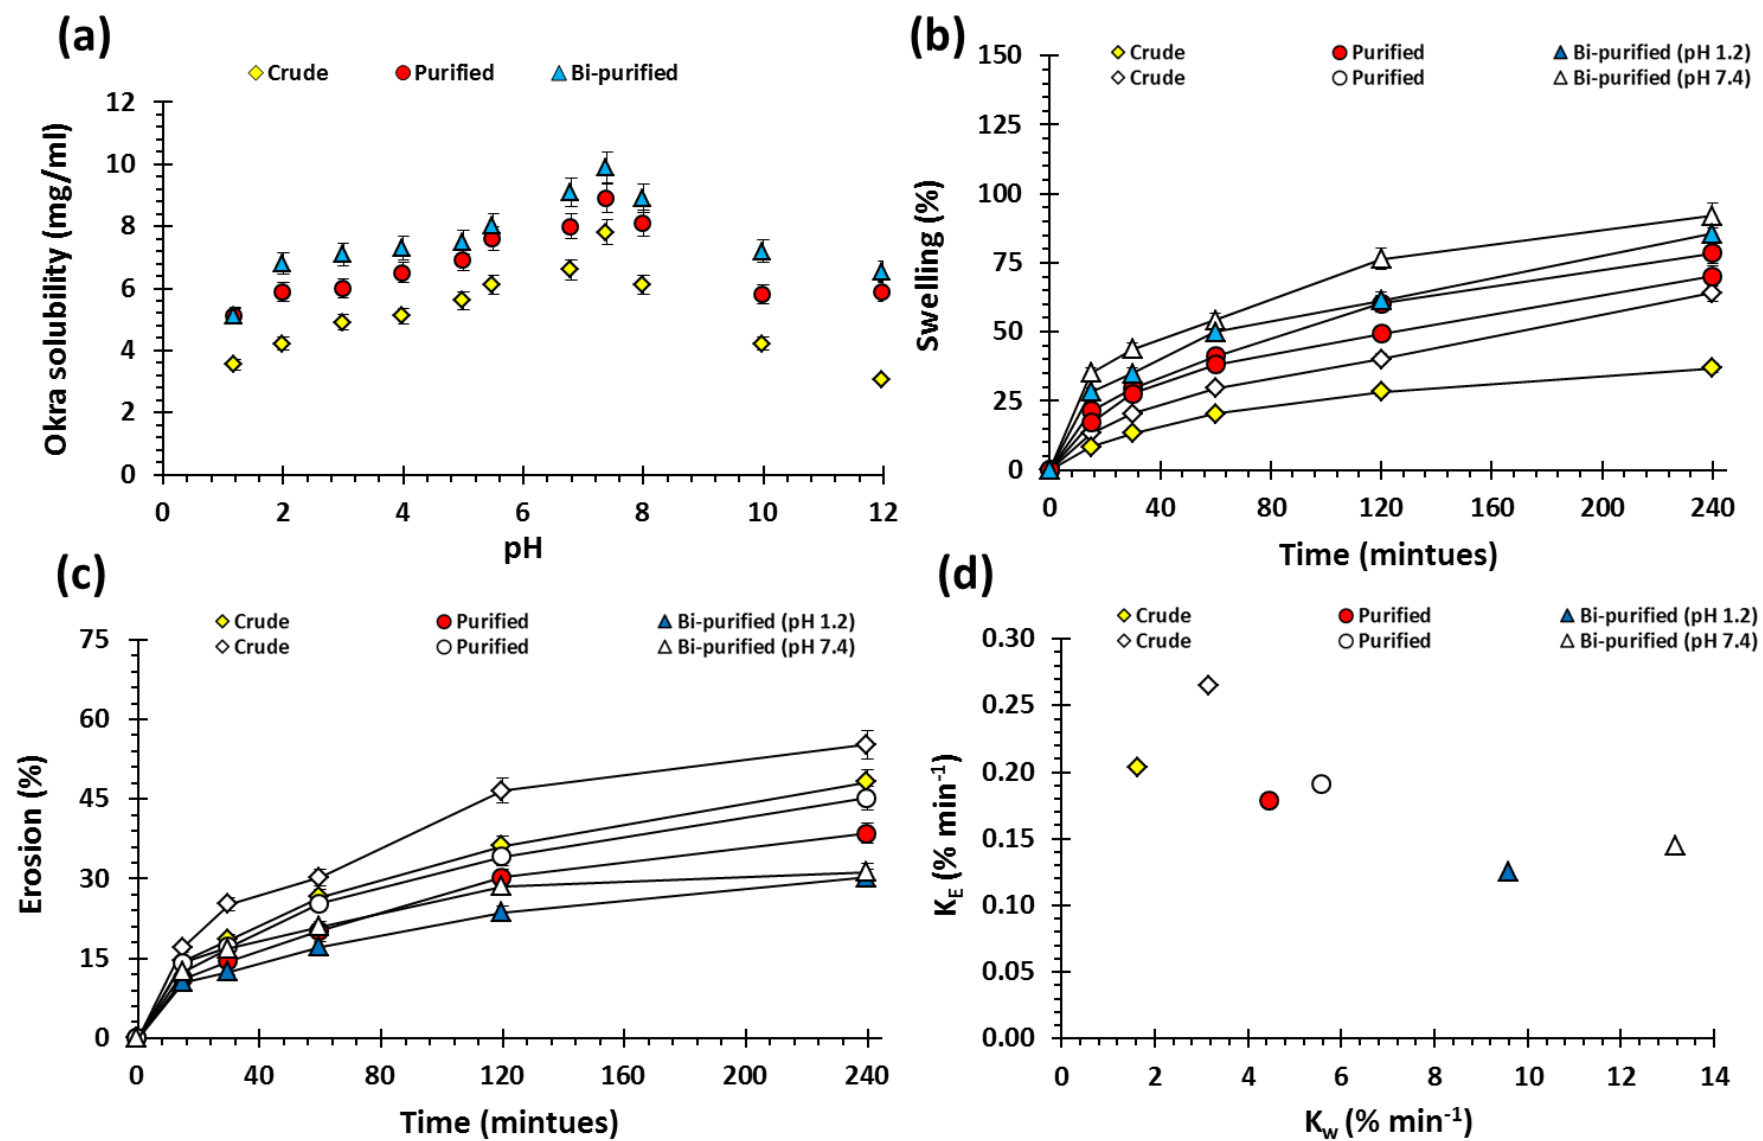 (a)
Crude Purified Bi-purified
12
10
8
6
4
2
0
Okra solubility (mg/ml)
0 2 4 6 8 10 12
pH
(b)
Crude Purified Bi-purified (pH 1.2)
Crude Purified Bi-purified (pH 7.4)
150
125
100
75
50
25
0
Swelling (%)
0 40 80 120 160 200 240
Time (mintues)
(c)
Crude Purified Bi-purified (pH 1.2)
Crude Purified Bi-purified (pH 7.4)
75
60
45
30
15
0
Erosion (%)
0 40 80 120 160 200 240
Time (mintues)
(d)
Crude Purified Bi-purified (pH 1.2)
Crude Purified Bi-purified (pH 7.4)
0.30
0.25
0.20
0.15
0.10
0.05
0.00
K_E (% min⁻¹)
0 2 4 6 8 10 12 14
K_w (% min⁻¹)